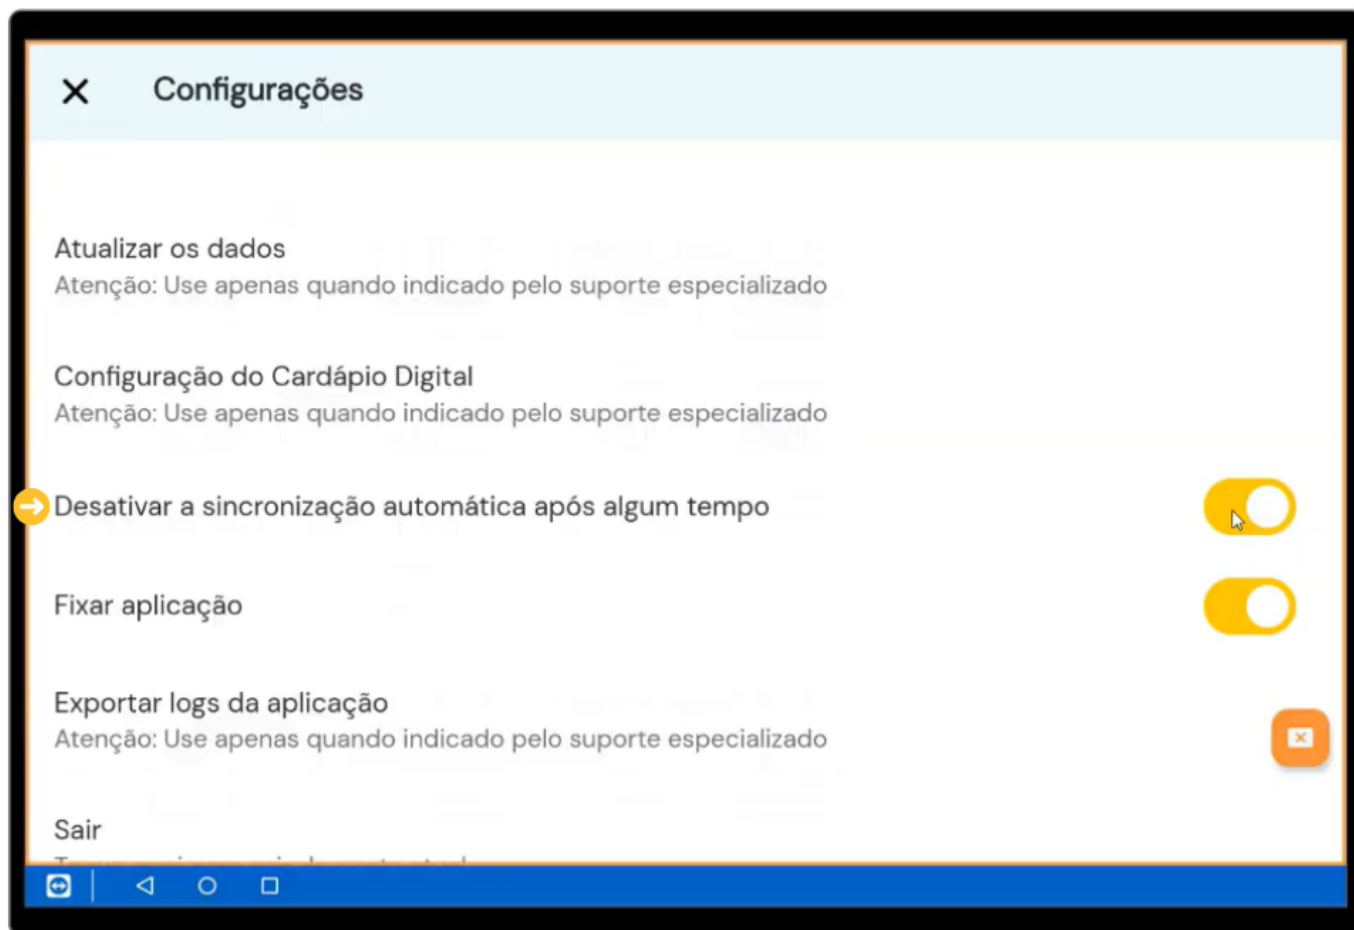 Configurações
Atualizar os dados
Atenção: Use apenas quando indicado pelo suporte especializado
Configuração do Cardápio Digital
Atenção: Use apenas quando indicado pelo suporte especializado
Desativar a sincronização automática após algum tempo
Fixar aplicação
Exportar logs da aplicação
Atenção: Use apenas quando indicado pelo suporte especializado
Sair